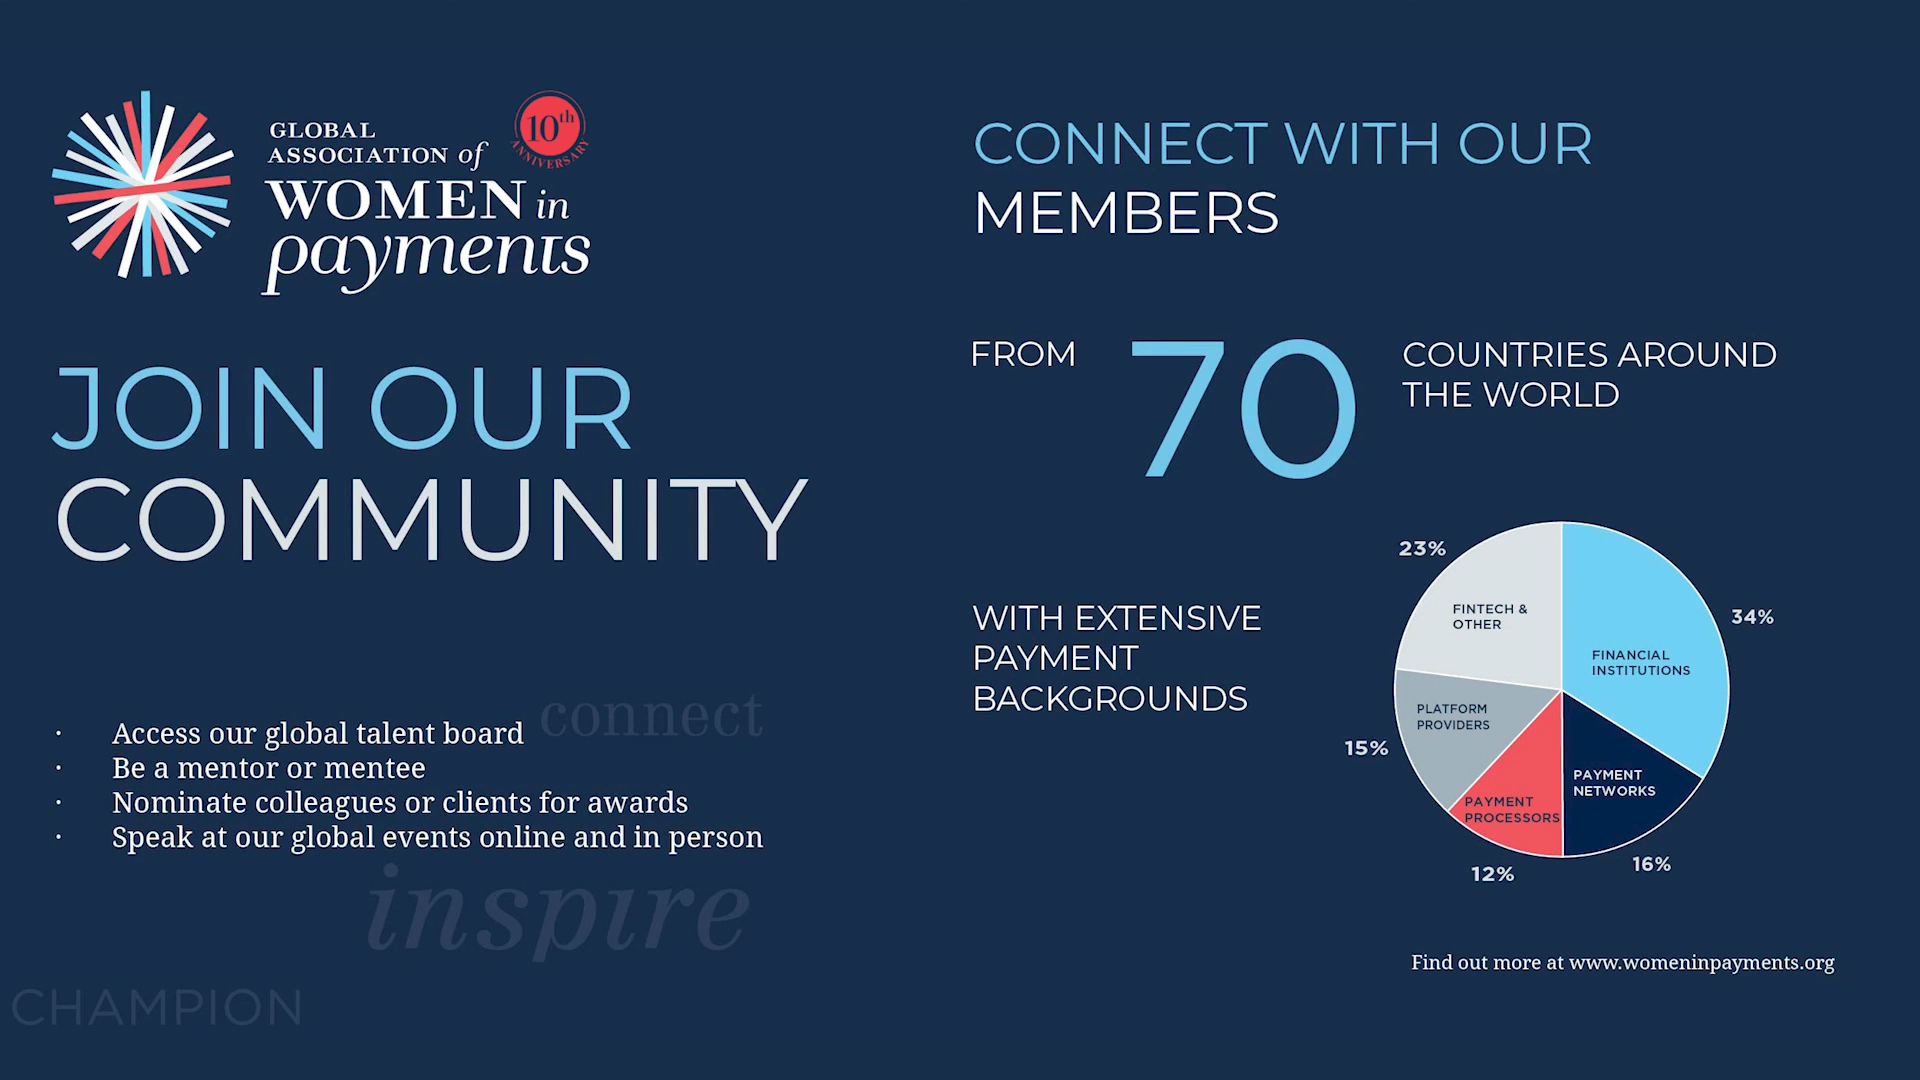 GLOBAL
ASSOCIATION of
WOMEN in
payments
10th
ANNIVERSARY
JOIN OUR
COMMUNITY
· Access our global talent board
· Be a mentor or mentee
· Nominate colleagues or clients for awards
· Speak at our global events online and in person
connect
inspire
CHAMPION
CONNECT WITH OUR
MEMBERS
FROM 70 COUNTRIES AROUND
THE WORLD
WITH EXTENSIVE
PAYMENT
BACKGROUNDS
23%
FINTECH &
OTHER
34%
FINANCIAL
INSTITUTIONS
PLATFORM
PROVIDERS
15%
PAYMENT
NETWORKS
16%
PAYMENT
PROCESSORS
12%
Find out more at www.womeninpayments.org